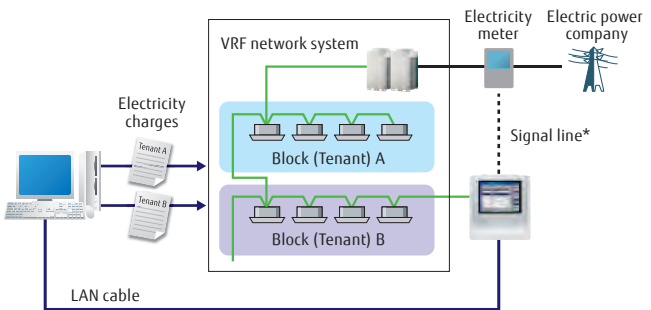 Electricity
meter
Electric power
company
VRF network system
Electricity
charges
Tenant A
Block (Tenant) A
Signal line*
Tenant B
Block (Tenant) B
LAN cable